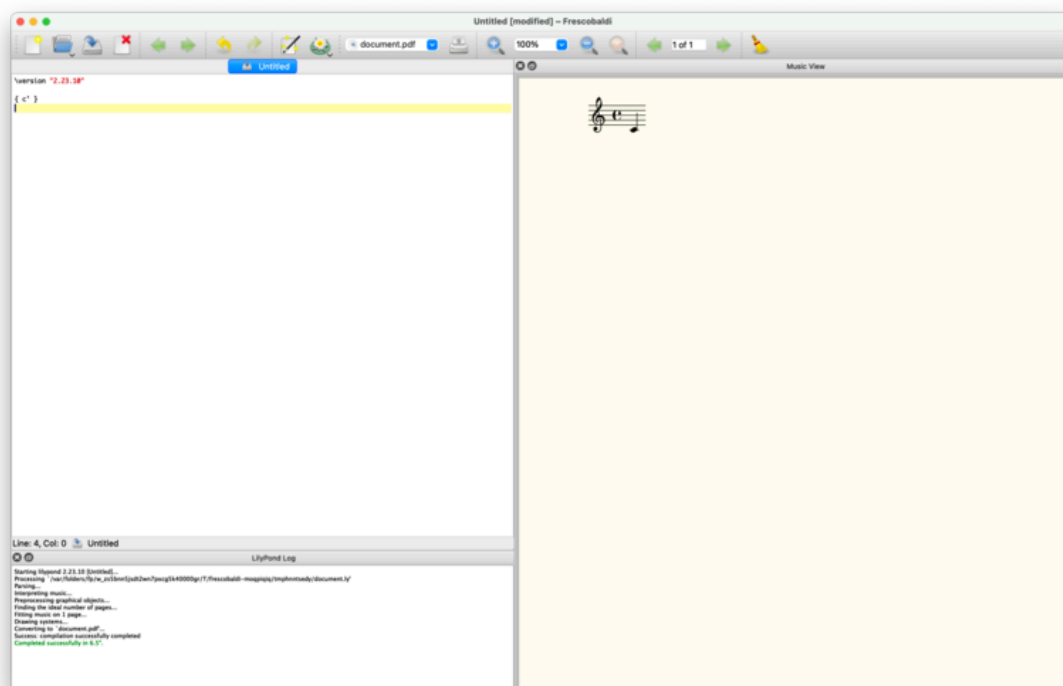 Untitled [modified] – Frescobaldi
document.pdf
100%
1 of 1
Untitled
Music View
\version "2.23.10"
{ c' }
Line: 4, Col: 0 Untitled
LilyPond Log
Starting lilypond 2.23.10 [Untitled]...
Parsing...
Interpreting music...
Preprocessing graphical objects...
Finding the ideal number of pages...
Fitting music on 1 page...
Drawing systems...
Converting to `document.pdf'...
Success: compilation successfully completed
Completed successfully in 6.5".